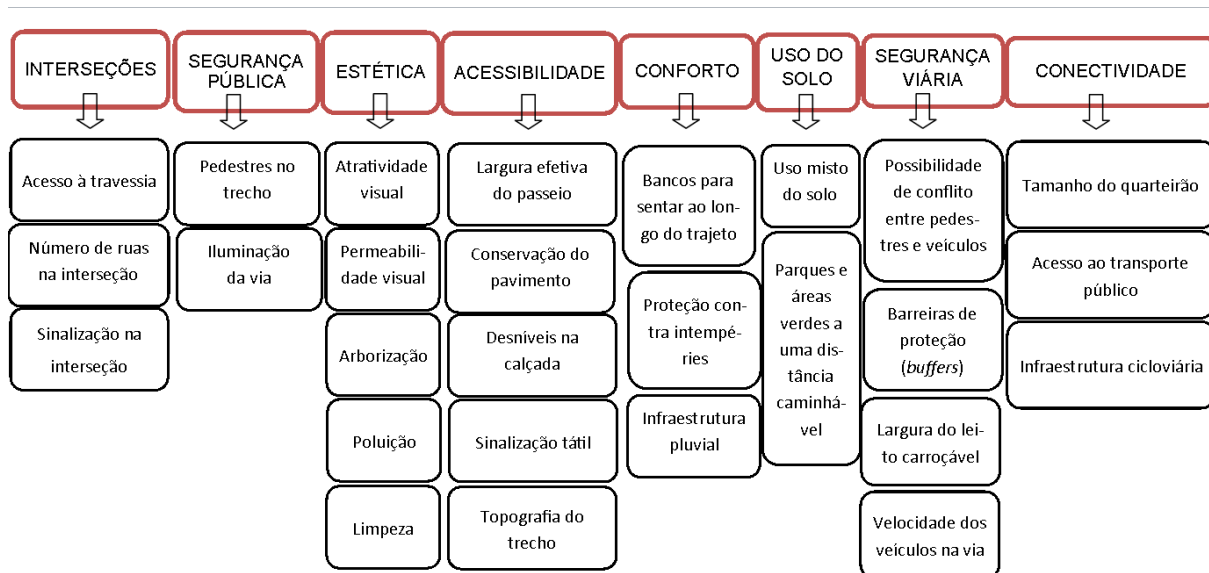 INTERSEÇÕES
SEGURANÇA
PÚBLICA
ESTÉTICA
ACESSIBILIDADE
CONFORTO
USO DO
SOLO
SEGURANÇA
VIÁRIA
CONECTIVIDADE
Acesso à travessia
Número de ruas
na interseção
Sinalização na
interseção
Pedestres no
trecho
Iluminação
da via
Atratividade
visual
Permeabili-
dade visual
Arborização
Poluição
Limpeza
Largura efetiva
do passeio
Conservação do
pavimento
Desníveis na
calçada
Sinalização tátil
Topografia do
trecho
Bancos para
sentar ao lon-
go do trajeto
Proteção con-
tra intempé-
ries
Infraestrutura
pluvial
Uso misto
do solo
Parques e
áreas
verdes a
uma dis-
tância
caminhá-
vel
Possibilidade
de conflito
entre pedes-
tres e veículos
Barreiras de
proteção
(buffers)
Largura do lei-
to carroçável
Velocidade dos
veículos na via
Tamanho do quarteirão
Acesso ao transporte
público
Infraestrutura cicloviária